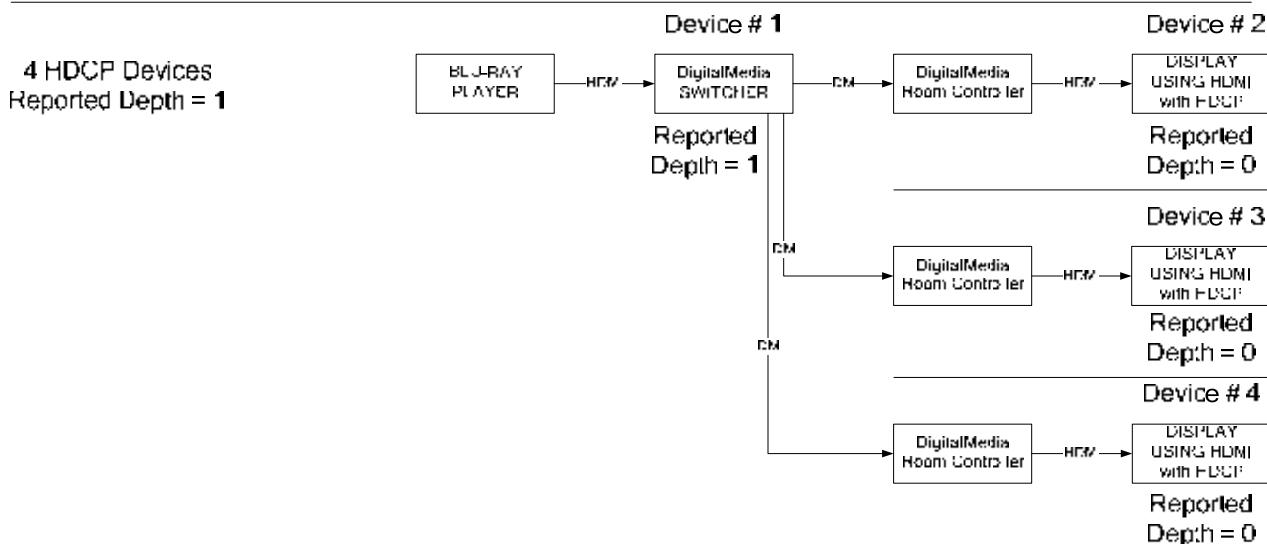 Device # 1
Device # 2
4 HDCP Devices
Reported Depth = 1
BLU-RAY
PLAYER
HDMI
DigitalMedia
SWITCHER
DM
DigitalMedia
Room Controller
HDMI
DISPLAY
USING HDMI
with HDCP
Reported
Depth = 1
Reported
Depth = 0
Device # 3
DM
DigitalMedia
Room Controller
HDMI
DISPLAY
USING HDMI
with HDCP
Reported
Depth = 0
DM
Device # 4
DigitalMedia
Room Controller
HDMI
DISPLAY
USING HDMI
with HDCP
Reported
Depth = 0